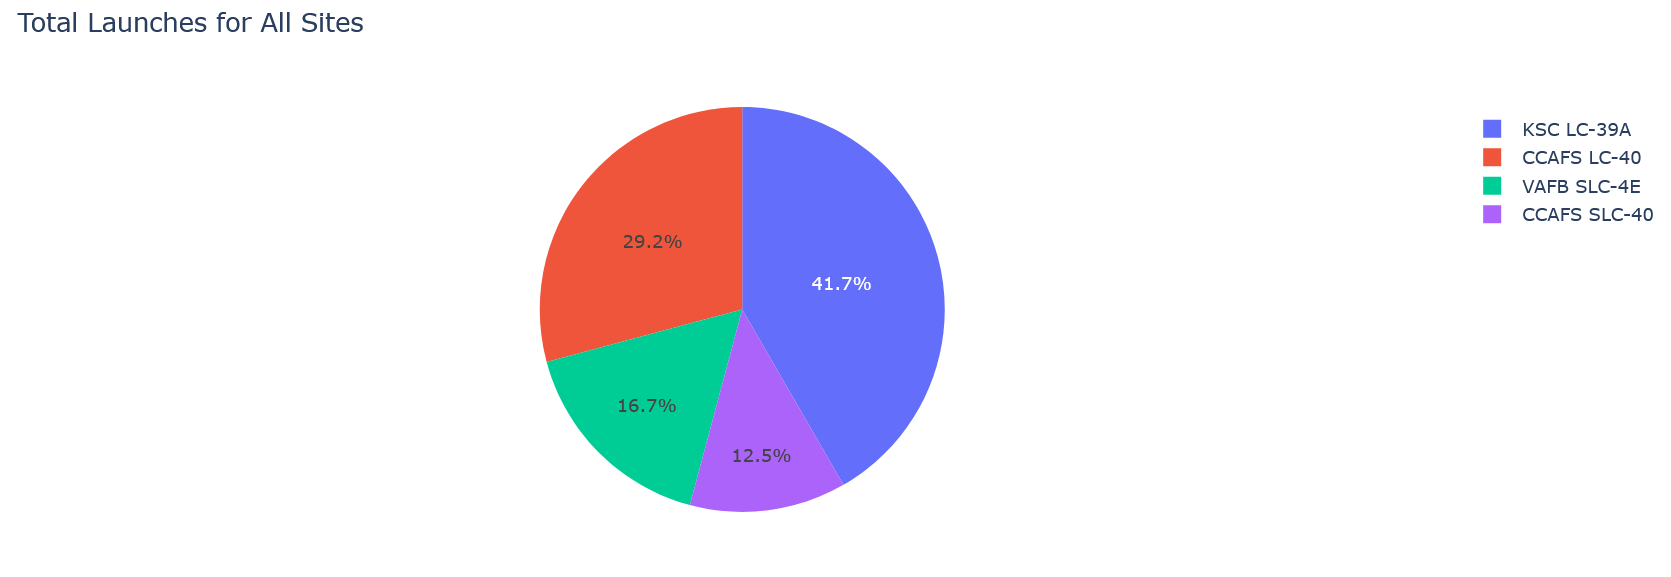 Total Launches for All Sites
KSC LC-39A
CCAFS LC-40
VAFB SLC-4E
CCAFS SLC-40
29.2%
41.7%
16.7%
12.5%